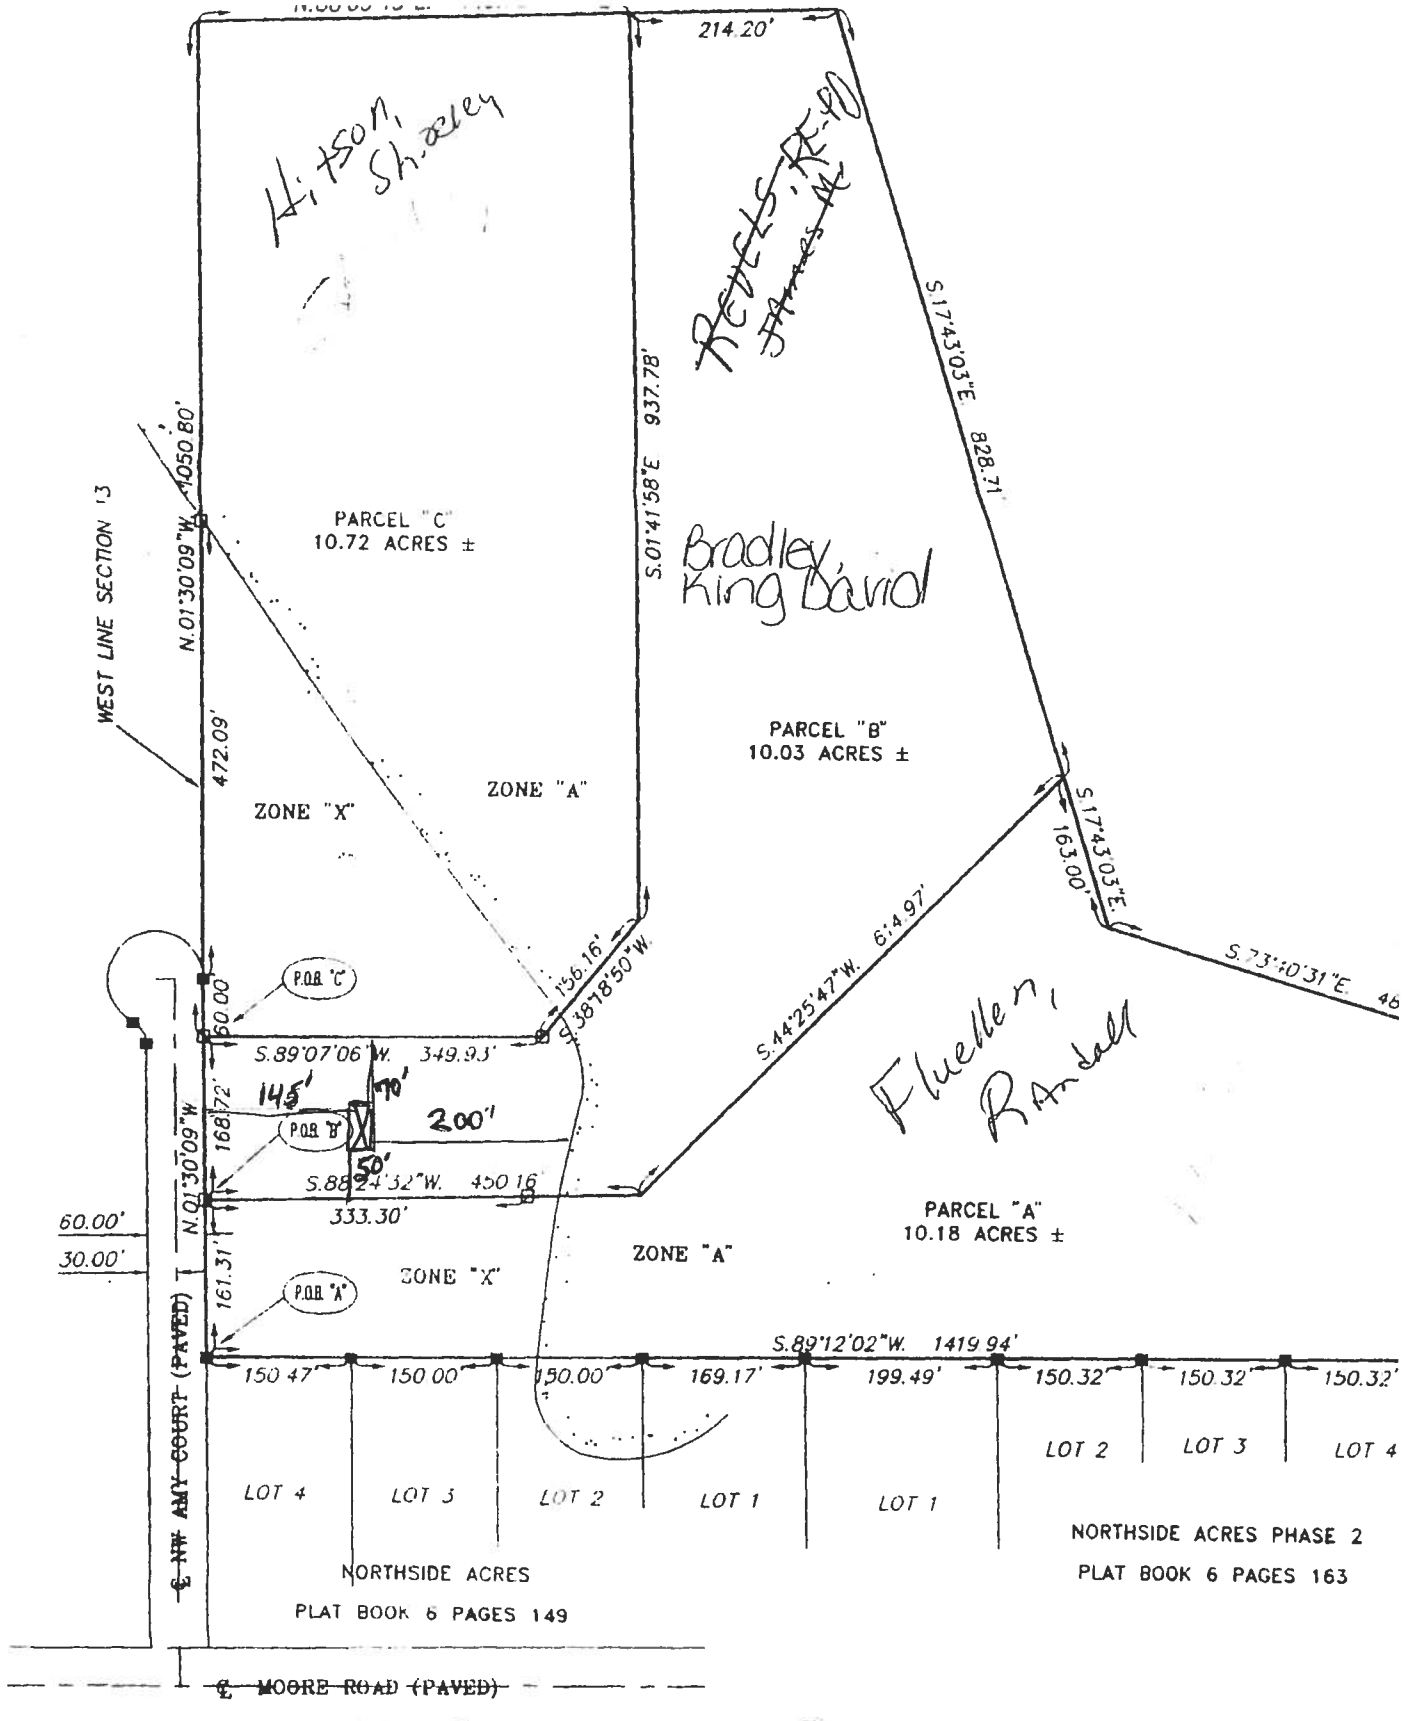 214.20'
Hitson,
REVELS, RE-PD
James M
S.17°43'03"E. 828.71
N.01°30'09"W. 1050.80'
S.01°41'58"E 937.78'
WEST LINE SECTION 13
PARCEL "C"
10.72 ACRES ±
Bradley,
King David
PARCEL "B"
10.03 ACRES ±
472.09'
ZONE "X"
ZONE "A"
S.17°43'03"E.
163.00'
614.97'
S.44°25'47"W.
S.73°40'31"E. 48
156.16'
S.38°18'50"W.
P.O.B. "C"
60.00'
S.89°07'06"W. 349.93'
Fluellen,
Randall
145'
70'
168.72'
N.01°30'09"W
P.O.B. "B"
200'
50'
S.88°24'32"W. 450.16
333.30'
60.00'
30.00'
PARCEL "A"
10.18 ACRES ±
ZONE "A"
ZONE "X"
161.31'
P.O.B. "A"
S.89°12'02"W. 1419.94'
150.47 150.00' 150.00' 169.17' 199.49' 150.32' 150.32' 150.32'
℄ NW AMY COURT (PAVED)
LOT 2 LOT 3 LOT 4
LOT 4 LOT 3 LOT 2 LOT 1 LOT 1
NORTHSIDE ACRES PHASE 2
PLAT BOOK 6 PAGES 163
NORTHSIDE ACRES
PLAT BOOK 6 PAGES 149
℄ MOORE ROAD (PAVED)